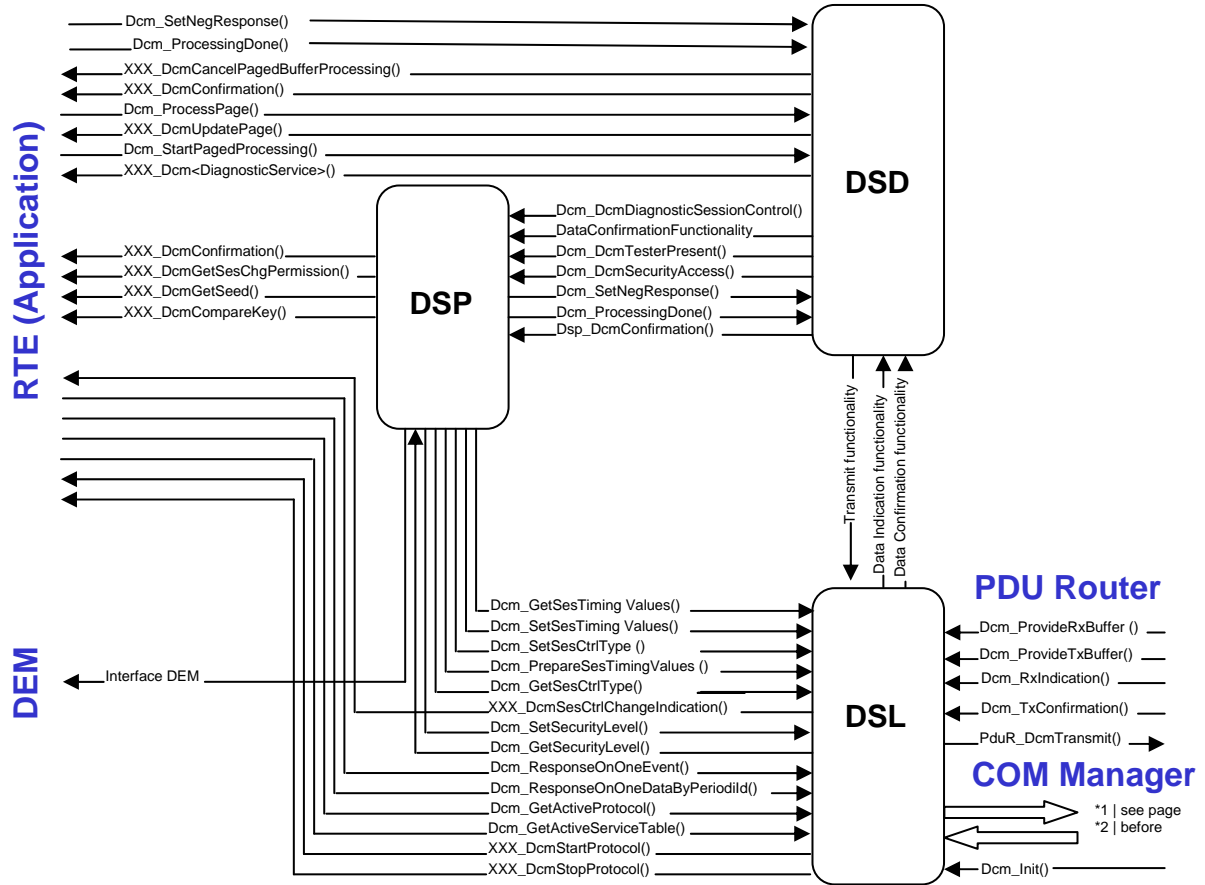 Dcm_SetNegResponse()
Dcm_ProcessingDone()
XXX_DcmCancelPagedBufferProcessing()
XXX_DcmConfirmation()
Dcm_ProcessPage()
XXX_DcmUpdatePage()
Dcm_StartPagedProcessing()
XXX_Dcm<DiagnosticService>()
RTE (Application)
DSD
DSP
Dcm_DcmDiagnosticSessionControl()
DataConfirmationFunctionality
Dcm_DcmTesterPresent()
Dcm_DcmSecurityAccess()
Dcm_SetNegResponse()
Dcm_ProcessingDone()
Dsp_DcmConfirmation()
XXX_DcmConfirmation()
XXX_DcmGetSesChgPermission()
XXX_DcmGetSeed()
XXX_DcmCompareKey()
Transmit functionality
Data Indication functionality
Data Confirmation functionality
DEM
Interface DEM
Dcm_GetSesTiming Values()
Dcm_SetSesTiming Values()
Dcm_SetSesCtrlType ()
Dcm_PrepareSesTimingValues ()
Dcm_GetSesCtrlType()
XXX_DcmSesCtrlChangeIndication()
Dcm_SetSecurityLevel()
Dcm_GetSecurityLevel()
Dcm_ResponseOnOneEvent()
Dcm_ResponseOnOneDataByPeriodId()
Dcm_GetActiveProtocol()
Dcm_GetActiveServiceTable()
XXX_DcmStartProtocol()
XXX_DcmStopProtocol()
DSL
PDU Router
Dcm_ProvideRxBuffer ()
Dcm_ProvideTxBuffer()
Dcm_RxIndication()
Dcm_TxConfirmation()
PduR_DcmTransmit()
COM Manager
*1 | see page
*2 | before
Dcm_Init()